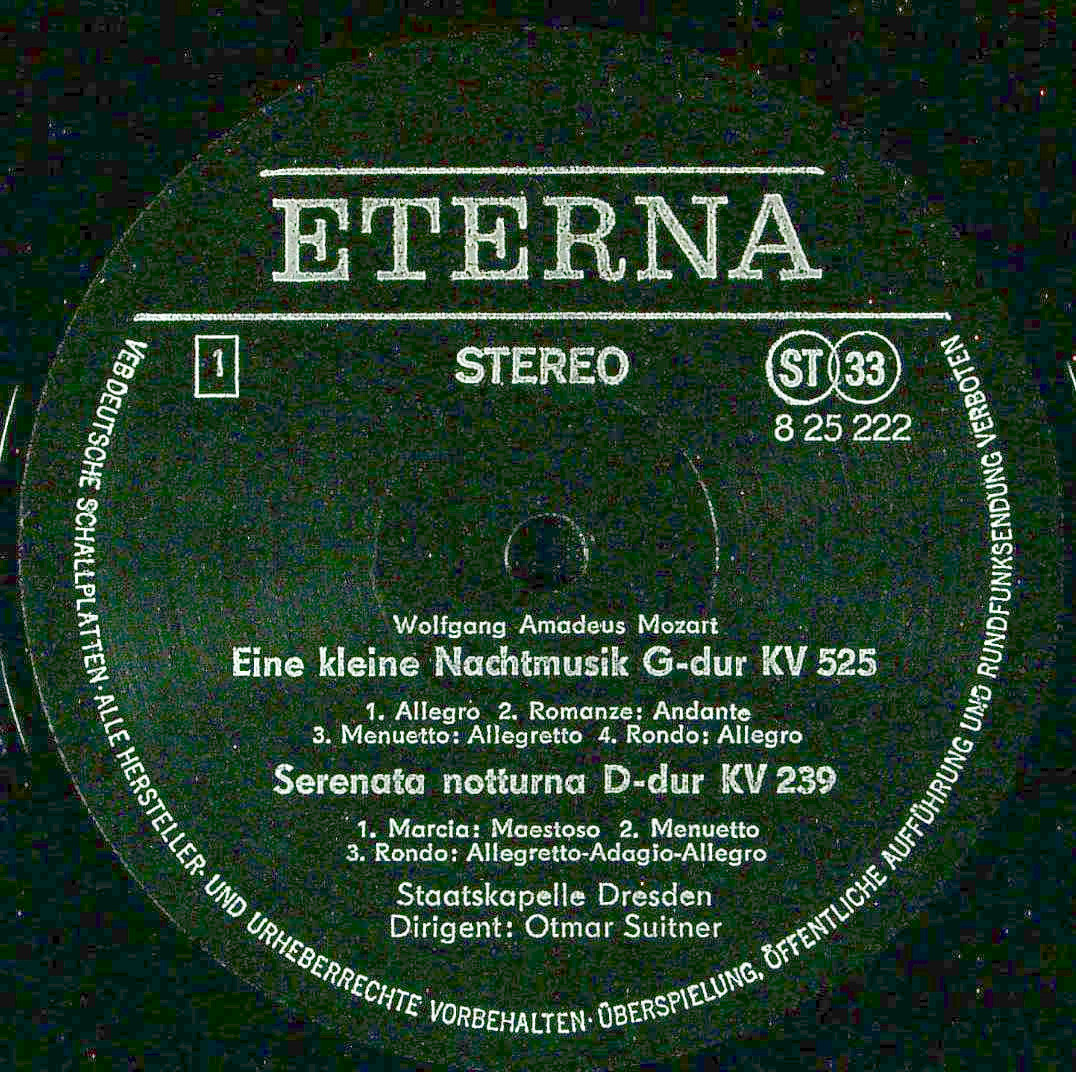 ETERNA
1
STEREO
ST 33
8 25 222
Wolfgang Amadeus Mozart
Eine kleine Nachtmusik G-dur KV 525
1. Allegro 2. Romanze: Andante
3. Menuetto: Allegretto 4. Rondo: Allegro
Serenata notturna D-dur KV 239
1. Marcia: Maestoso 2. Menuetto
3. Rondo: Allegretto-Adagio-Allegro
Staatskapelle Dresden
Dirigent: Otmar Suitner
VEB DEUTSCHE SCHALLPLATTEN · ALLE HERSTELLER- UND URHEBERRECHTE VORBEHALTEN · ÜBERSPIELUNG, ÖFFENTLICHE AUFFÜHRUNG UND RUNDFUNKSENDUNG VERBOTEN